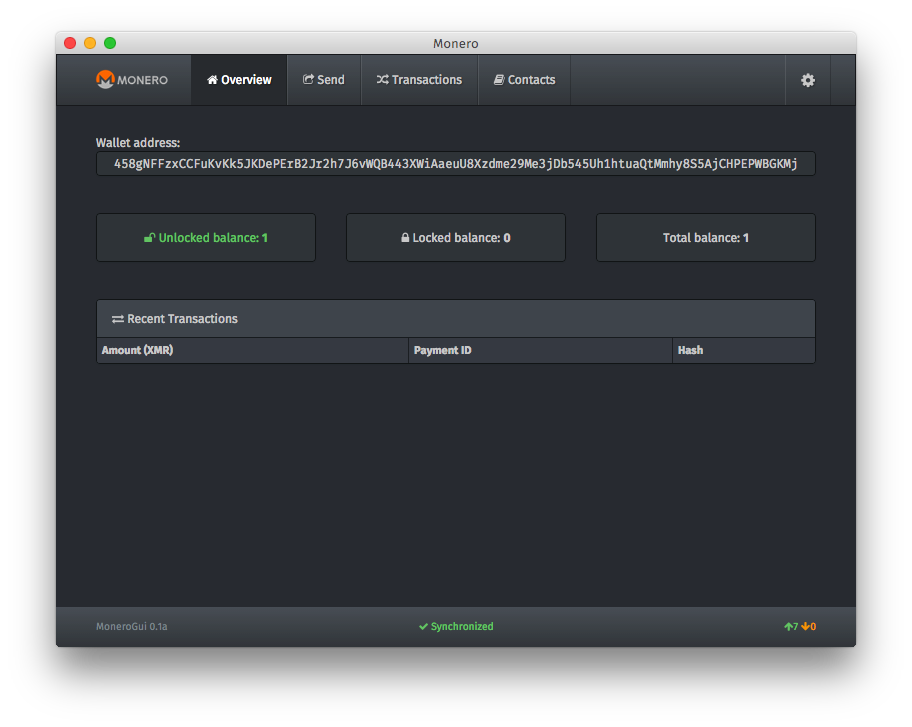 Monero
MONERO Overview Send Transactions Contacts
Wallet address:
458gNFFzxCCFuKvKk5JKDePErB2Jr2h7J6vWQB443XWiAaeuU8Xzdme29Me3jDb545Uh1htuaQtMmhy8S5AjCHPEPWBGKMj
Unlocked balance: 1 Locked balance: 0 Total balance: 1
Recent Transactions
Amount (XMR) Payment ID Hash
MoneroGui 0.1a Synchronized 7 0